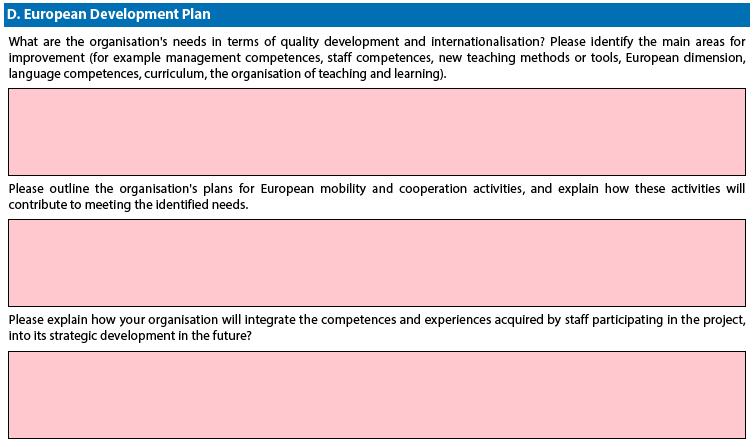 D. European Development Plan
What are the organisation's needs in terms of quality development and internationalisation? Please identify the main areas for
improvement (for example management competences, staff competences, new teaching methods or tools, European dimension,
language competences, curriculum, the organisation of teaching and learning).
Please outline the organisation's plans for European mobility and cooperation activities, and explain how these activities will
contribute to meeting the identified needs.
Please explain how your organisation will integrate the competences and experiences acquired by staff participating in the project,
into its strategic development in the future?